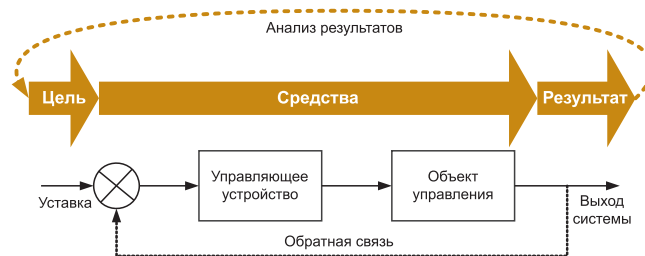 Анализ результатов
Цель
Средства
Результат
Управляющее
устройство
Объект
управления
Уставка
Выход
системы
Обратная связь